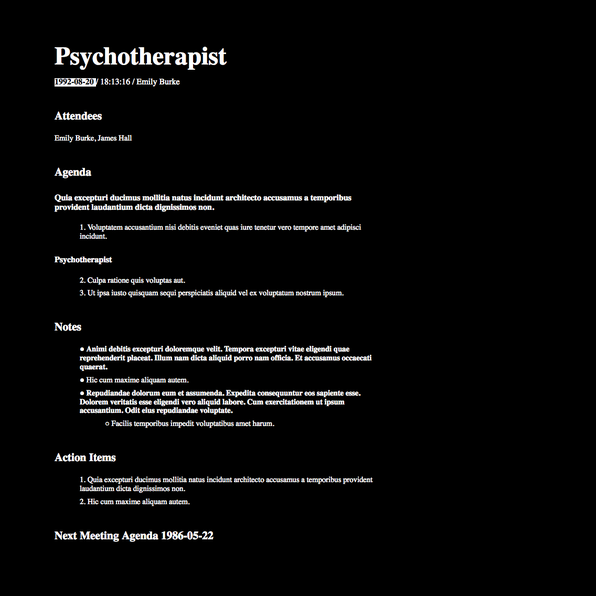 Psychotherapist
1992-08-20 / 18:13:16 / Emily Burke
Attendees
Emily Burke, James Hall
Agenda
Quia excepturi ducimus mollitia natus incidunt architecto accusamus a temporibus
provident laudantium dicta dignissimos non.
1. Voluptatem accusantium nisi debitis eveniet quas iure tenetur vero tempore amet adipisci
incidunt.
Psychotherapist
2. Culpa ratione quis voluptas aut.
3. Ut ipsa iusto quisquam sequi perspiciatis aliquid vel ex voluptatum nostrum ipsum.
Notes
● Animi debitis excepturi doloremque velit. Tempora excepturi vitae eligendi quae
reprehenderit placeat. Illum nam dicta aliquid porro nam officia. Et accusamus occaecati
quaerat.
● Hic cum maxime aliquam autem.
● Repudiandae dolorum eum et assumenda. Expedita consequuntur eos sapiente esse.
Dolorem veritatis esse eligendi vero aliquid labore. Cum exercitationem ut ipsum
accusantium. Odit eius repudiandae voluptate.
○ Facilis temporibus impedit voluptatibus amet harum.
Action Items
1. Quia excepturi ducimus mollitia natus incidunt architecto accusamus a temporibus provident
laudantium dicta dignissimos non.
2. Hic cum maxime aliquam autem.
Next Meeting Agenda 1986-05-22